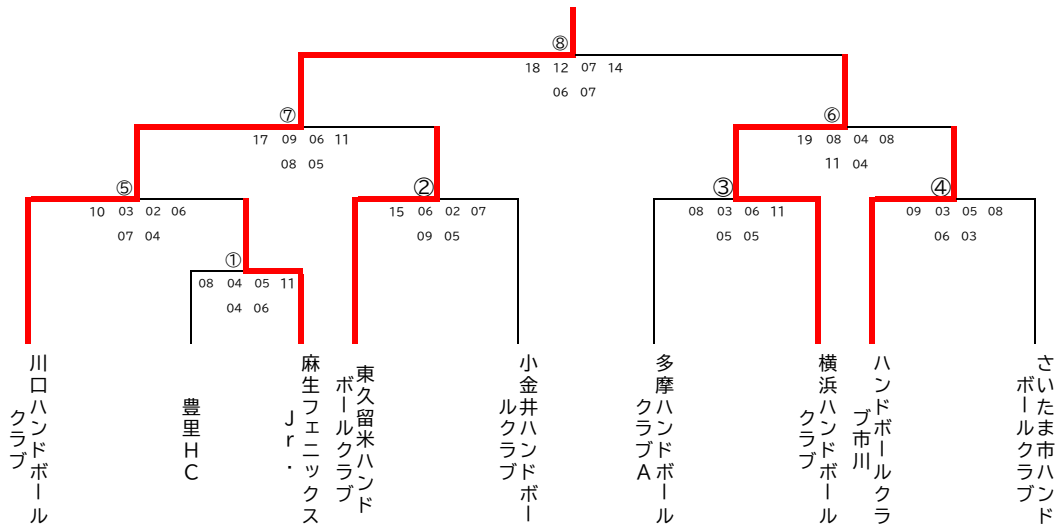 ⑧
18 12 07 14
06 07
⑦
17 09 06 11
08 05
⑥
19 08 04 08
11 04
⑤
10 03 02 06
07 04
②
15 06 02 07
09 05
③
08 03 06 11
05 05
④
09 03 05 08
06 03
①
08 04 05 11
04 06
川口ハンドボール
クラブ
豊里HC
麻生フェニックス
Jr.
東久留米ハンド
ボールクラブ
小金井ハンドボー
ルクラブ
多摩ハンドボール
クラブA
横浜ハンドボール
クラブ
ハンドボールクラ
ブ市川
さいたま市ハンド
ボールクラブ